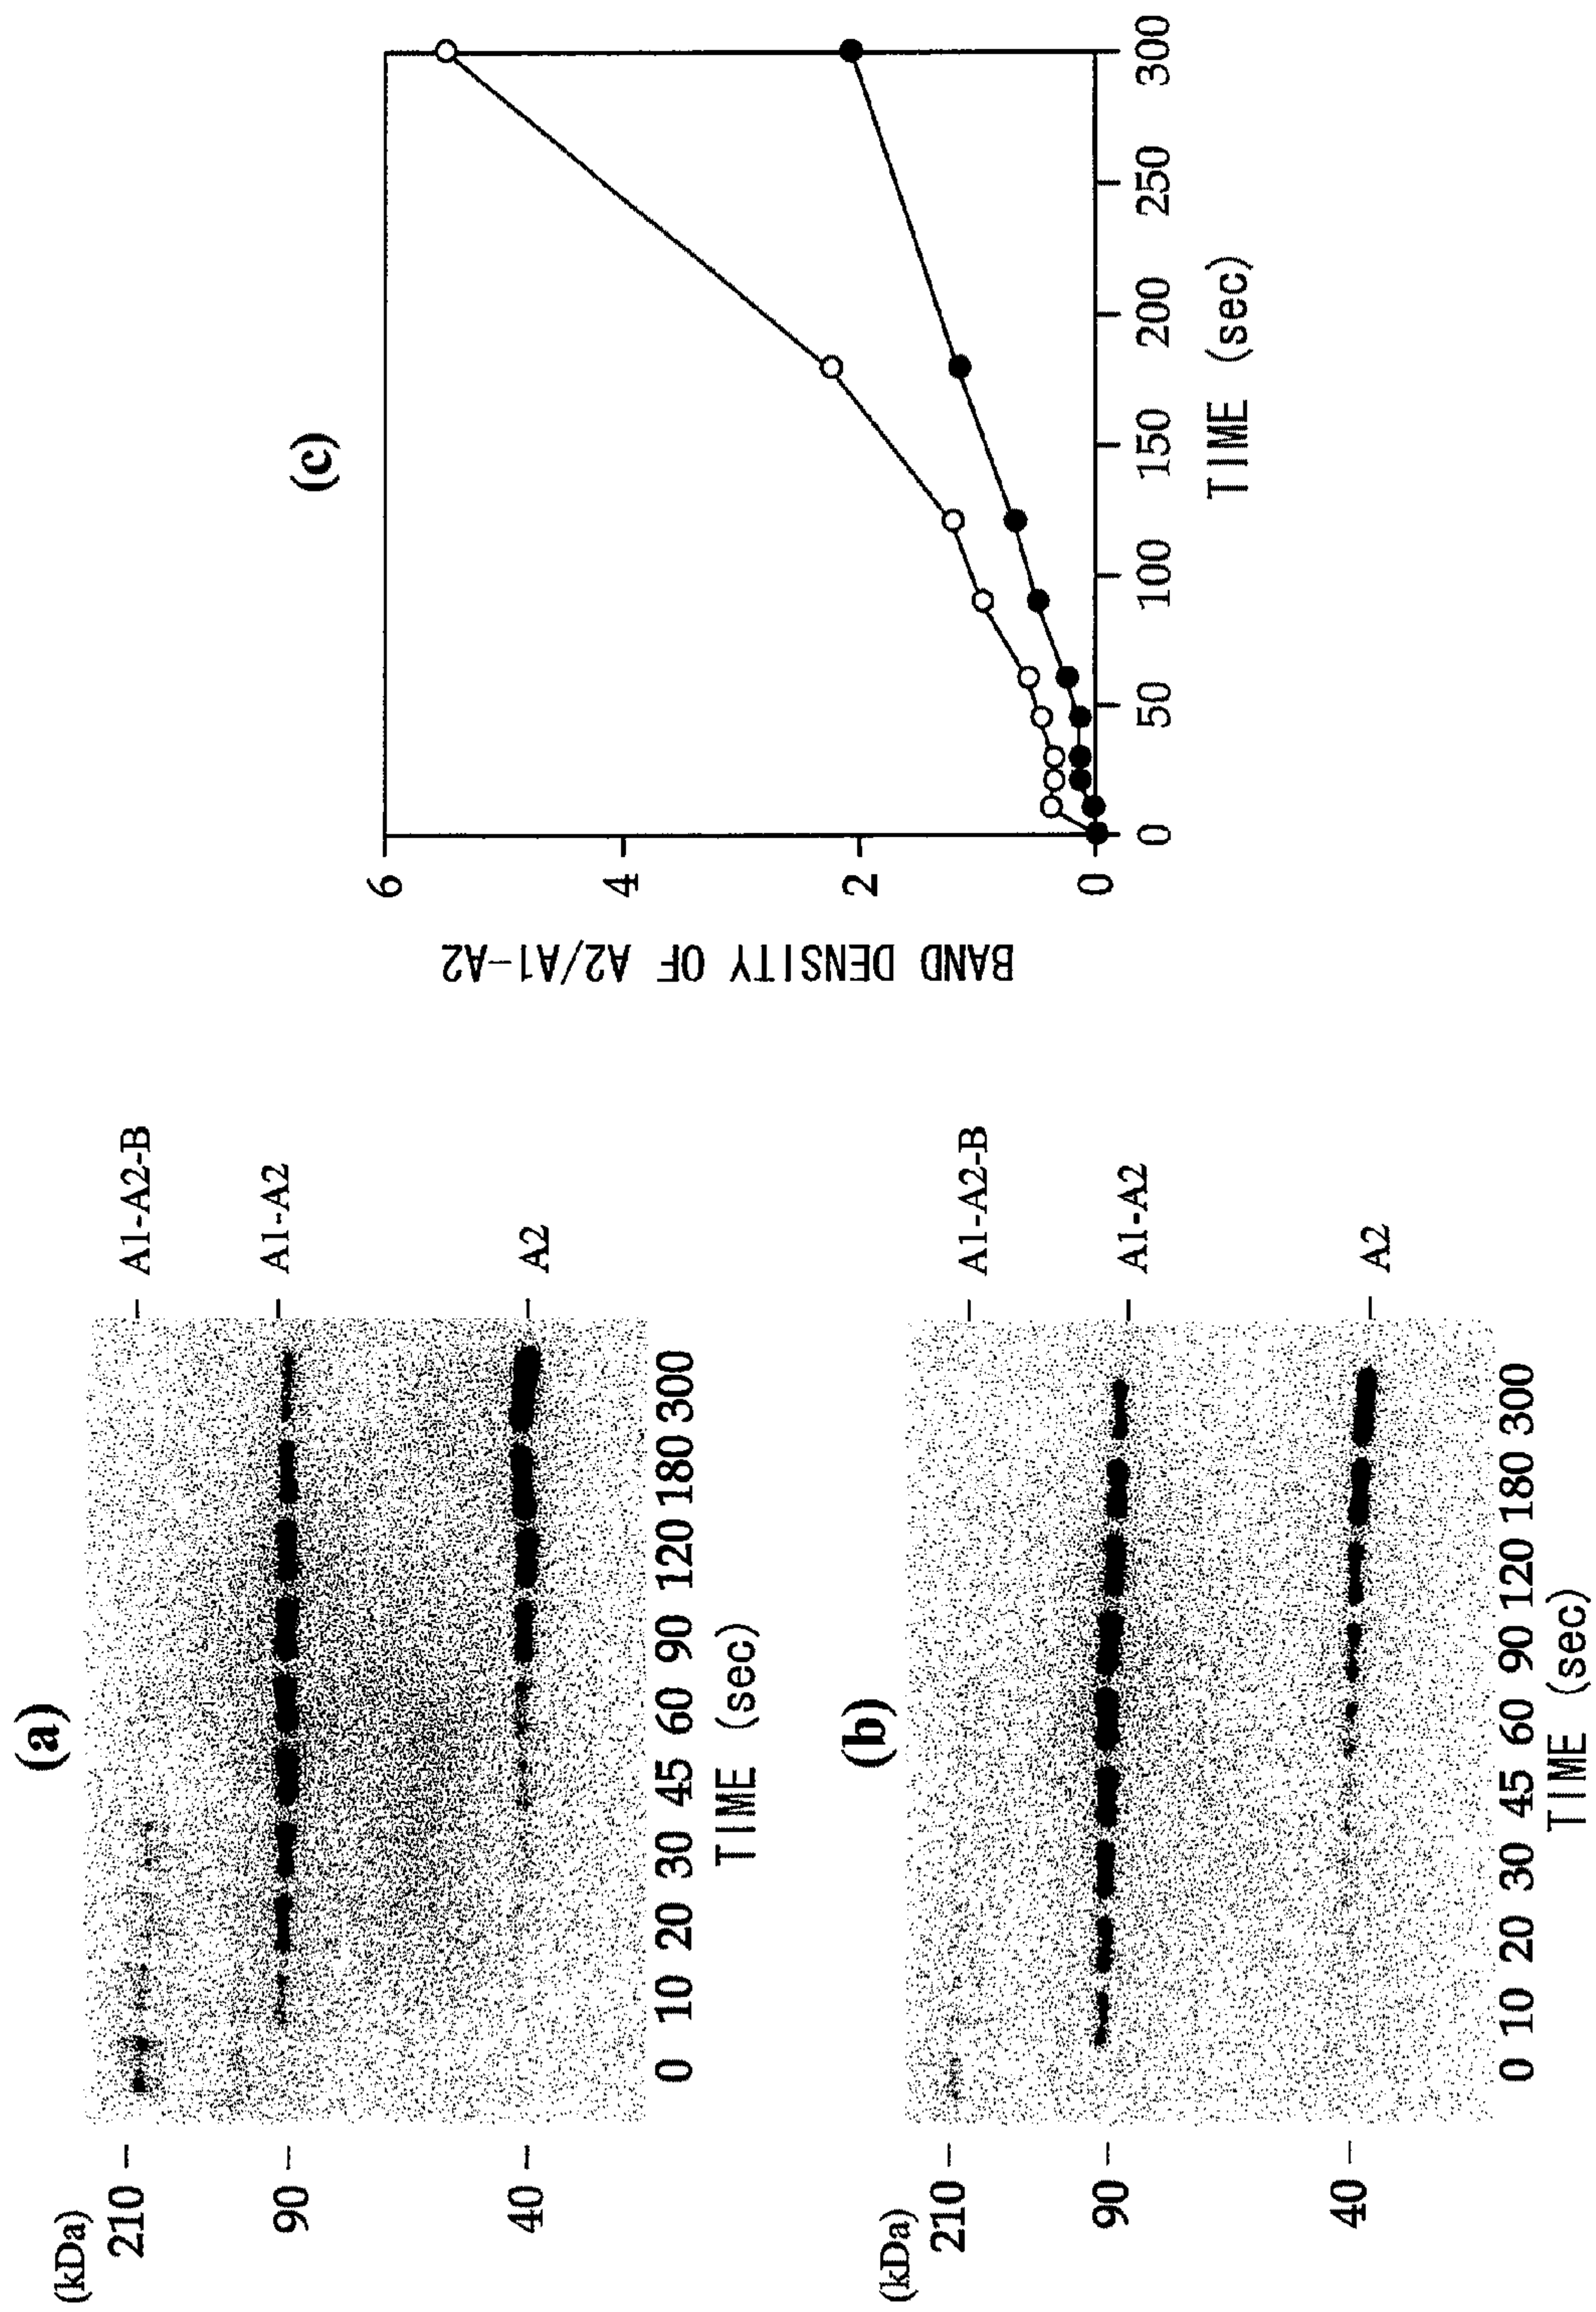 (a)
(kDa)
210 –
90 –
40 –
– A1-A2-B
– A1-A2
– A2
0 10 20 30 45 60 90 120 180 300
TIME (sec)
(b)
(kDa)
210 –
90 –
40 –
– A1-A2-B
– A1-A2
– A2
0 10 20 30 45 60 90 120 180 300
TIME (sec)
(c)
BAND DENSITY OF A2/A1-A2
6
4
2
0
0 50 100 150 200 250 300
TIME (sec)